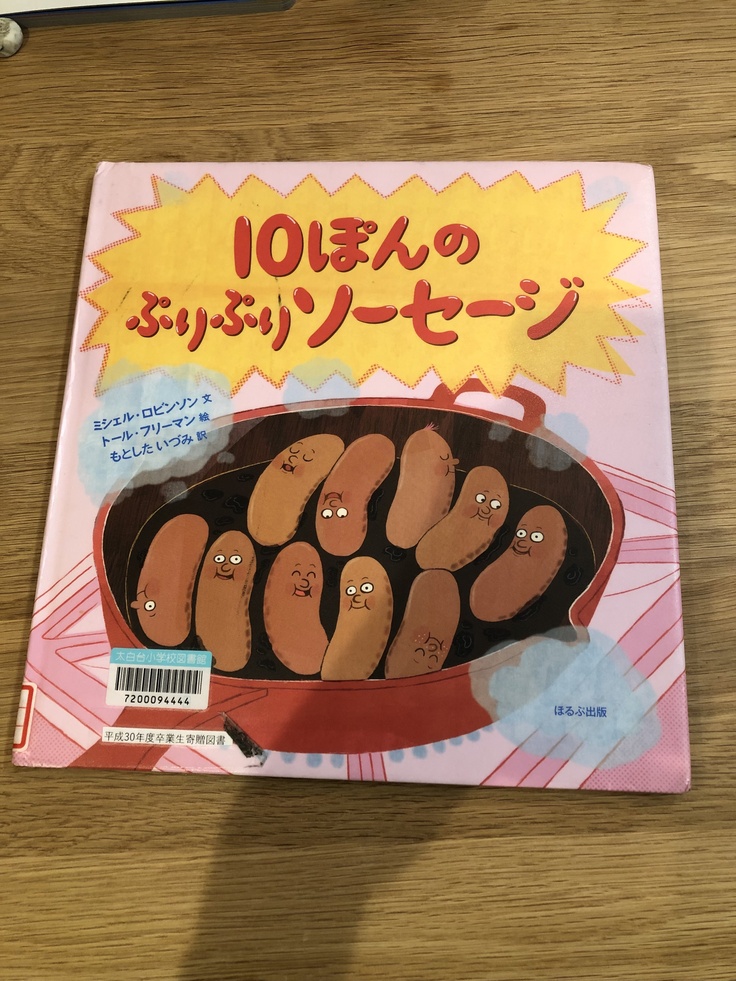 10ぽんの
ぷりぷりソーセージ
ミシェル・ロビンソン 文
トール・フリーマン 絵
もとした いづみ 訳
太白台小学校図書館
7200094444
平成30年度卒業生寄贈図書
ほるぷ出版